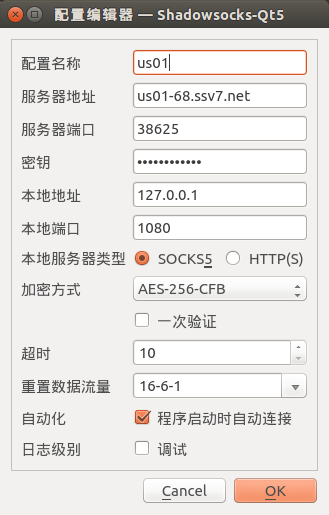 配置编辑器 — Shadowsocks-Qt5
配置名称 us01
服务器地址 us01-68.ssv7.net
服务器端口 38625
密钥 ••••••••••••
本地地址 127.0.0.1
本地端口 1080
本地服务器类型 SOCKS5 HTTP(S)
加密方式 AES-256-CFB
一次验证
超时 10
重置数据流量 16-6-1
自动化 程序启动时自动连接
日志级别 调试
Cancel OK